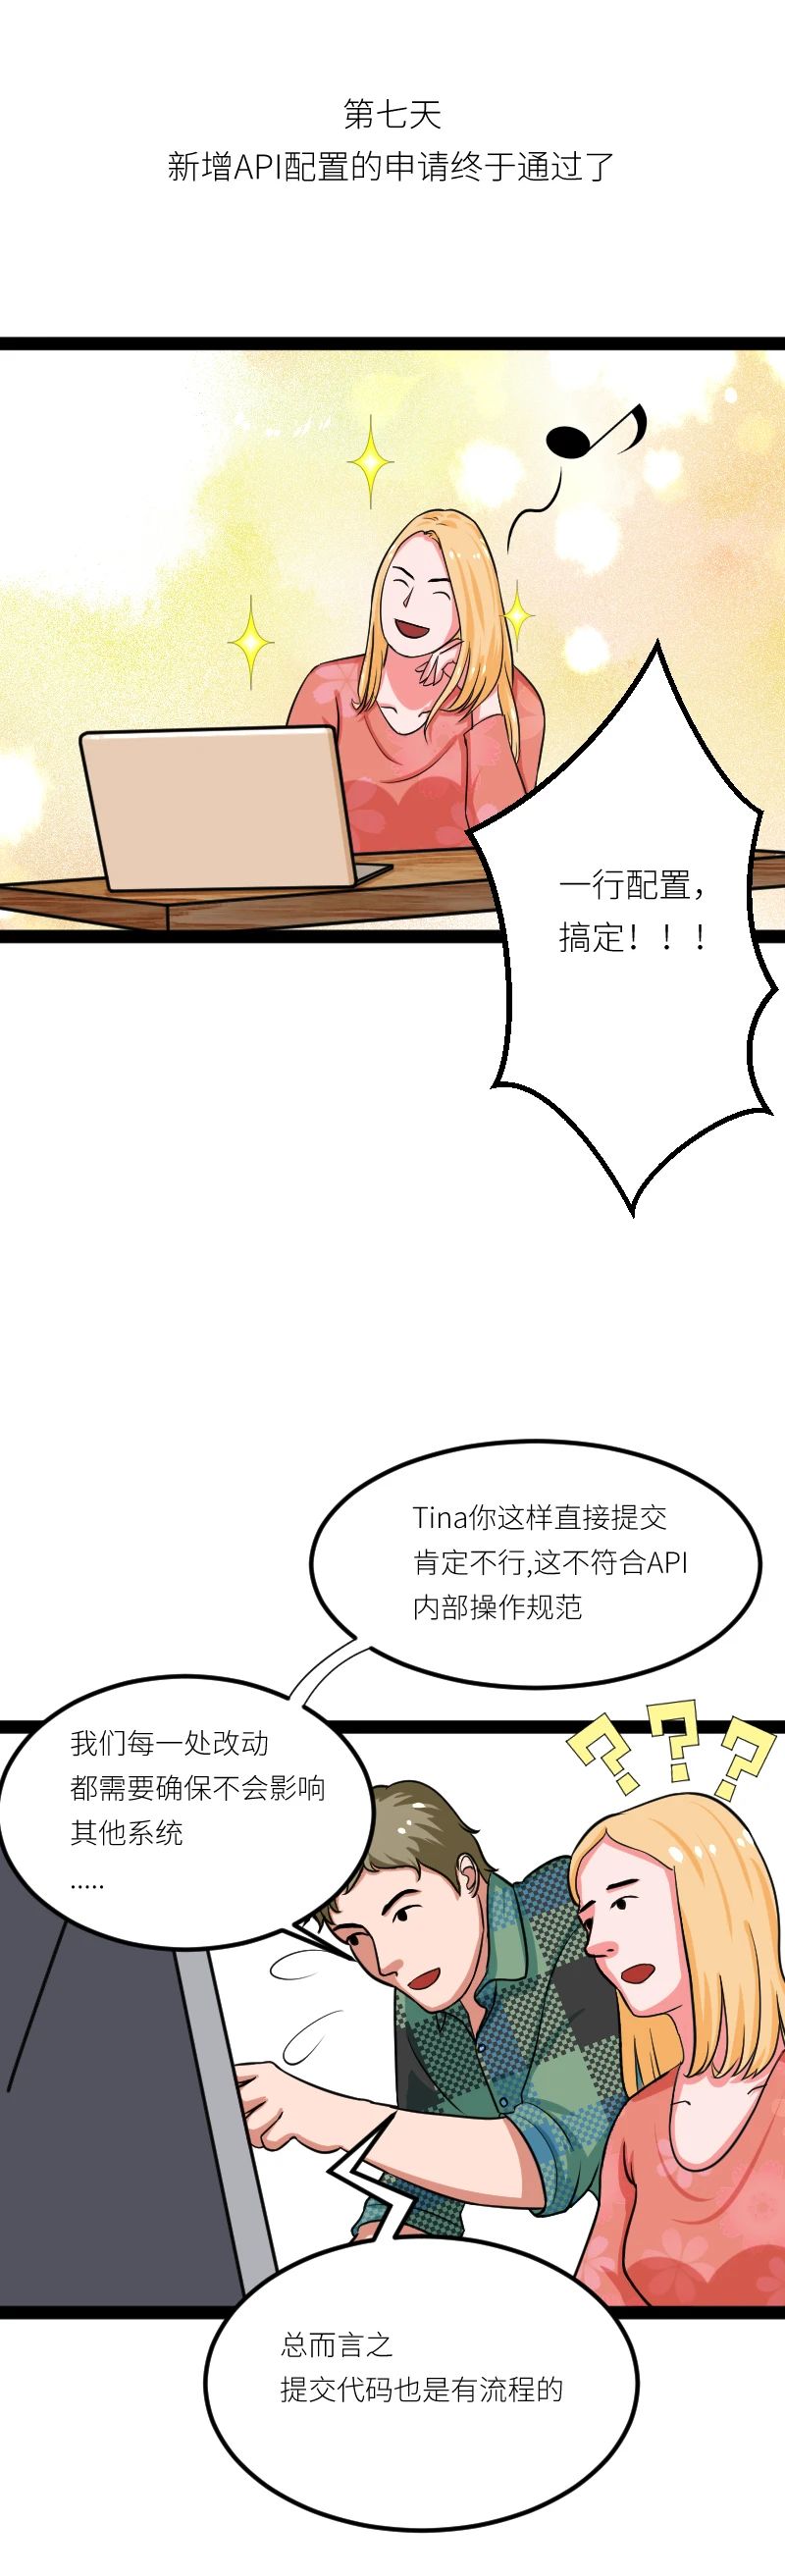 第七天
新增API配置的申请终于通过了
一行配置，
搞定！！！
Tina你这样直接提交
肯定不行,这不符合API
内部操作规范
我们每一处改动
都需要确保不会影响
其他系统
.....
???
总而言之
提交代码也是有流程的